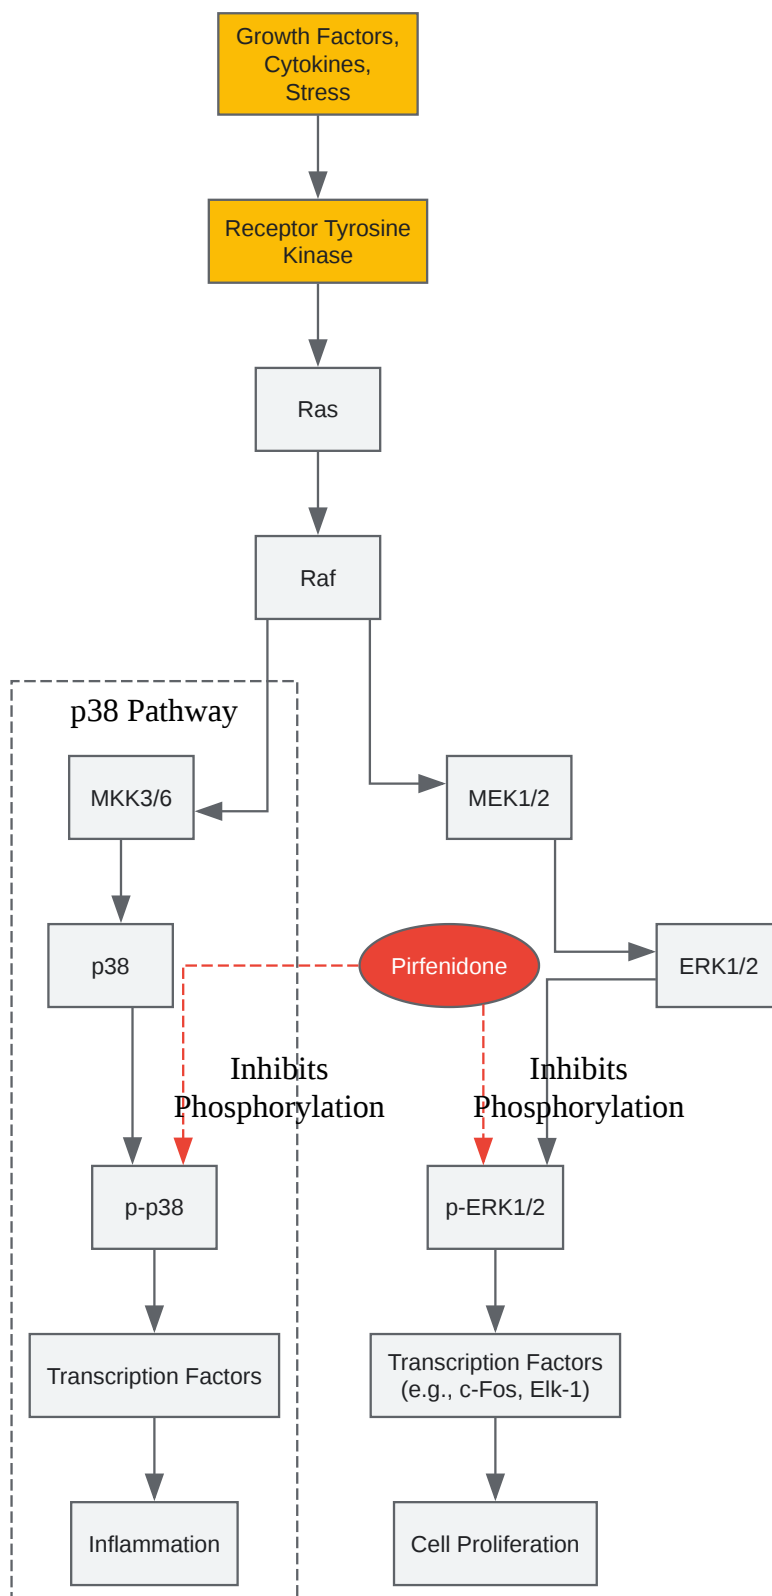 Growth Factors,
Cytokines,
Stress
Receptor Tyrosine
Kinase
Ras
Raf
p38 Pathway
MKK3/6
MEK1/2
p38
Pirfenidone
ERK1/2
Inhibits
Phosphorylation
Inhibits
Phosphorylation
p-p38
p-ERK1/2
Transcription Factors
Transcription Factors
(e.g., c-Fos, Elk-1)
Inflammation
Cell Proliferation